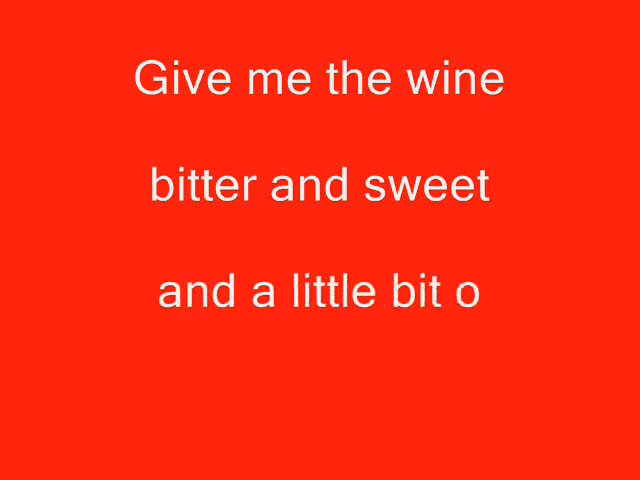 Give me the wine
bitter and sweet
and a little bit o